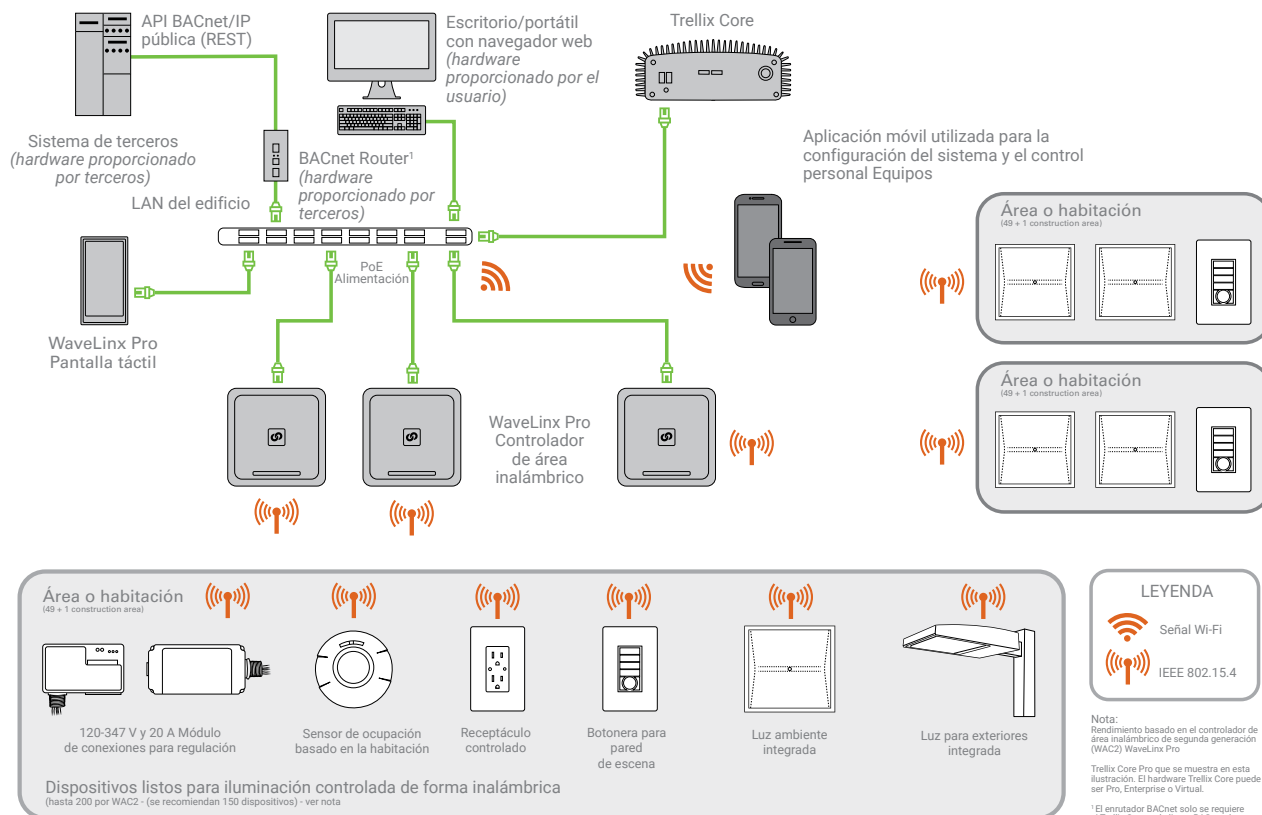 API BACnet/IP
pública (REST)
Escritorio/portátil
con navegador web
(hardware
proporcionado por el
usuario)
Trellix Core
Sistema de terceros
(hardware proporcionado
por terceros)
BACnet Router¹
(hardware
proporcionado por
terceros)
LAN del edificio
Aplicación móvil utilizada para la
configuración del sistema y el control
personal Equipos
PoE
Alimentación
WaveLinx Pro
Pantalla táctil
Área o habitación
(49 + 1 construction area)
Área o habitación
(49 + 1 construction area)
WaveLinx Pro
Controlador
de área
inalámbrico
Área o habitación
(49 + 1 construction area)
120-347 V y 20 A Módulo
de conexiones para regulación
Sensor de ocupación
basado en la habitación
Receptáculo
controlado
Botonera para
pared
de escena
Luz ambiente
integrada
Luz para exteriores
integrada
Dispositivos listos para iluminación controlada de forma inalámbrica
(hasta 200 por WAC2 - (se recomiendan 150 dispositivos) - ver nota
LEYENDA
Señal Wi-Fi
IEEE 802.15.4
Nota:
Rendimiento basado en el controlador de
área inalámbrico de segunda generación
(WAC2) WaveLinx Pro
Trellix Core Pro que se muestra en esta
ilustración. El hardware Trellix Core puede
ser Pro, Enterprise o Virtual.
¹ El enrutador BACnet solo se requiere